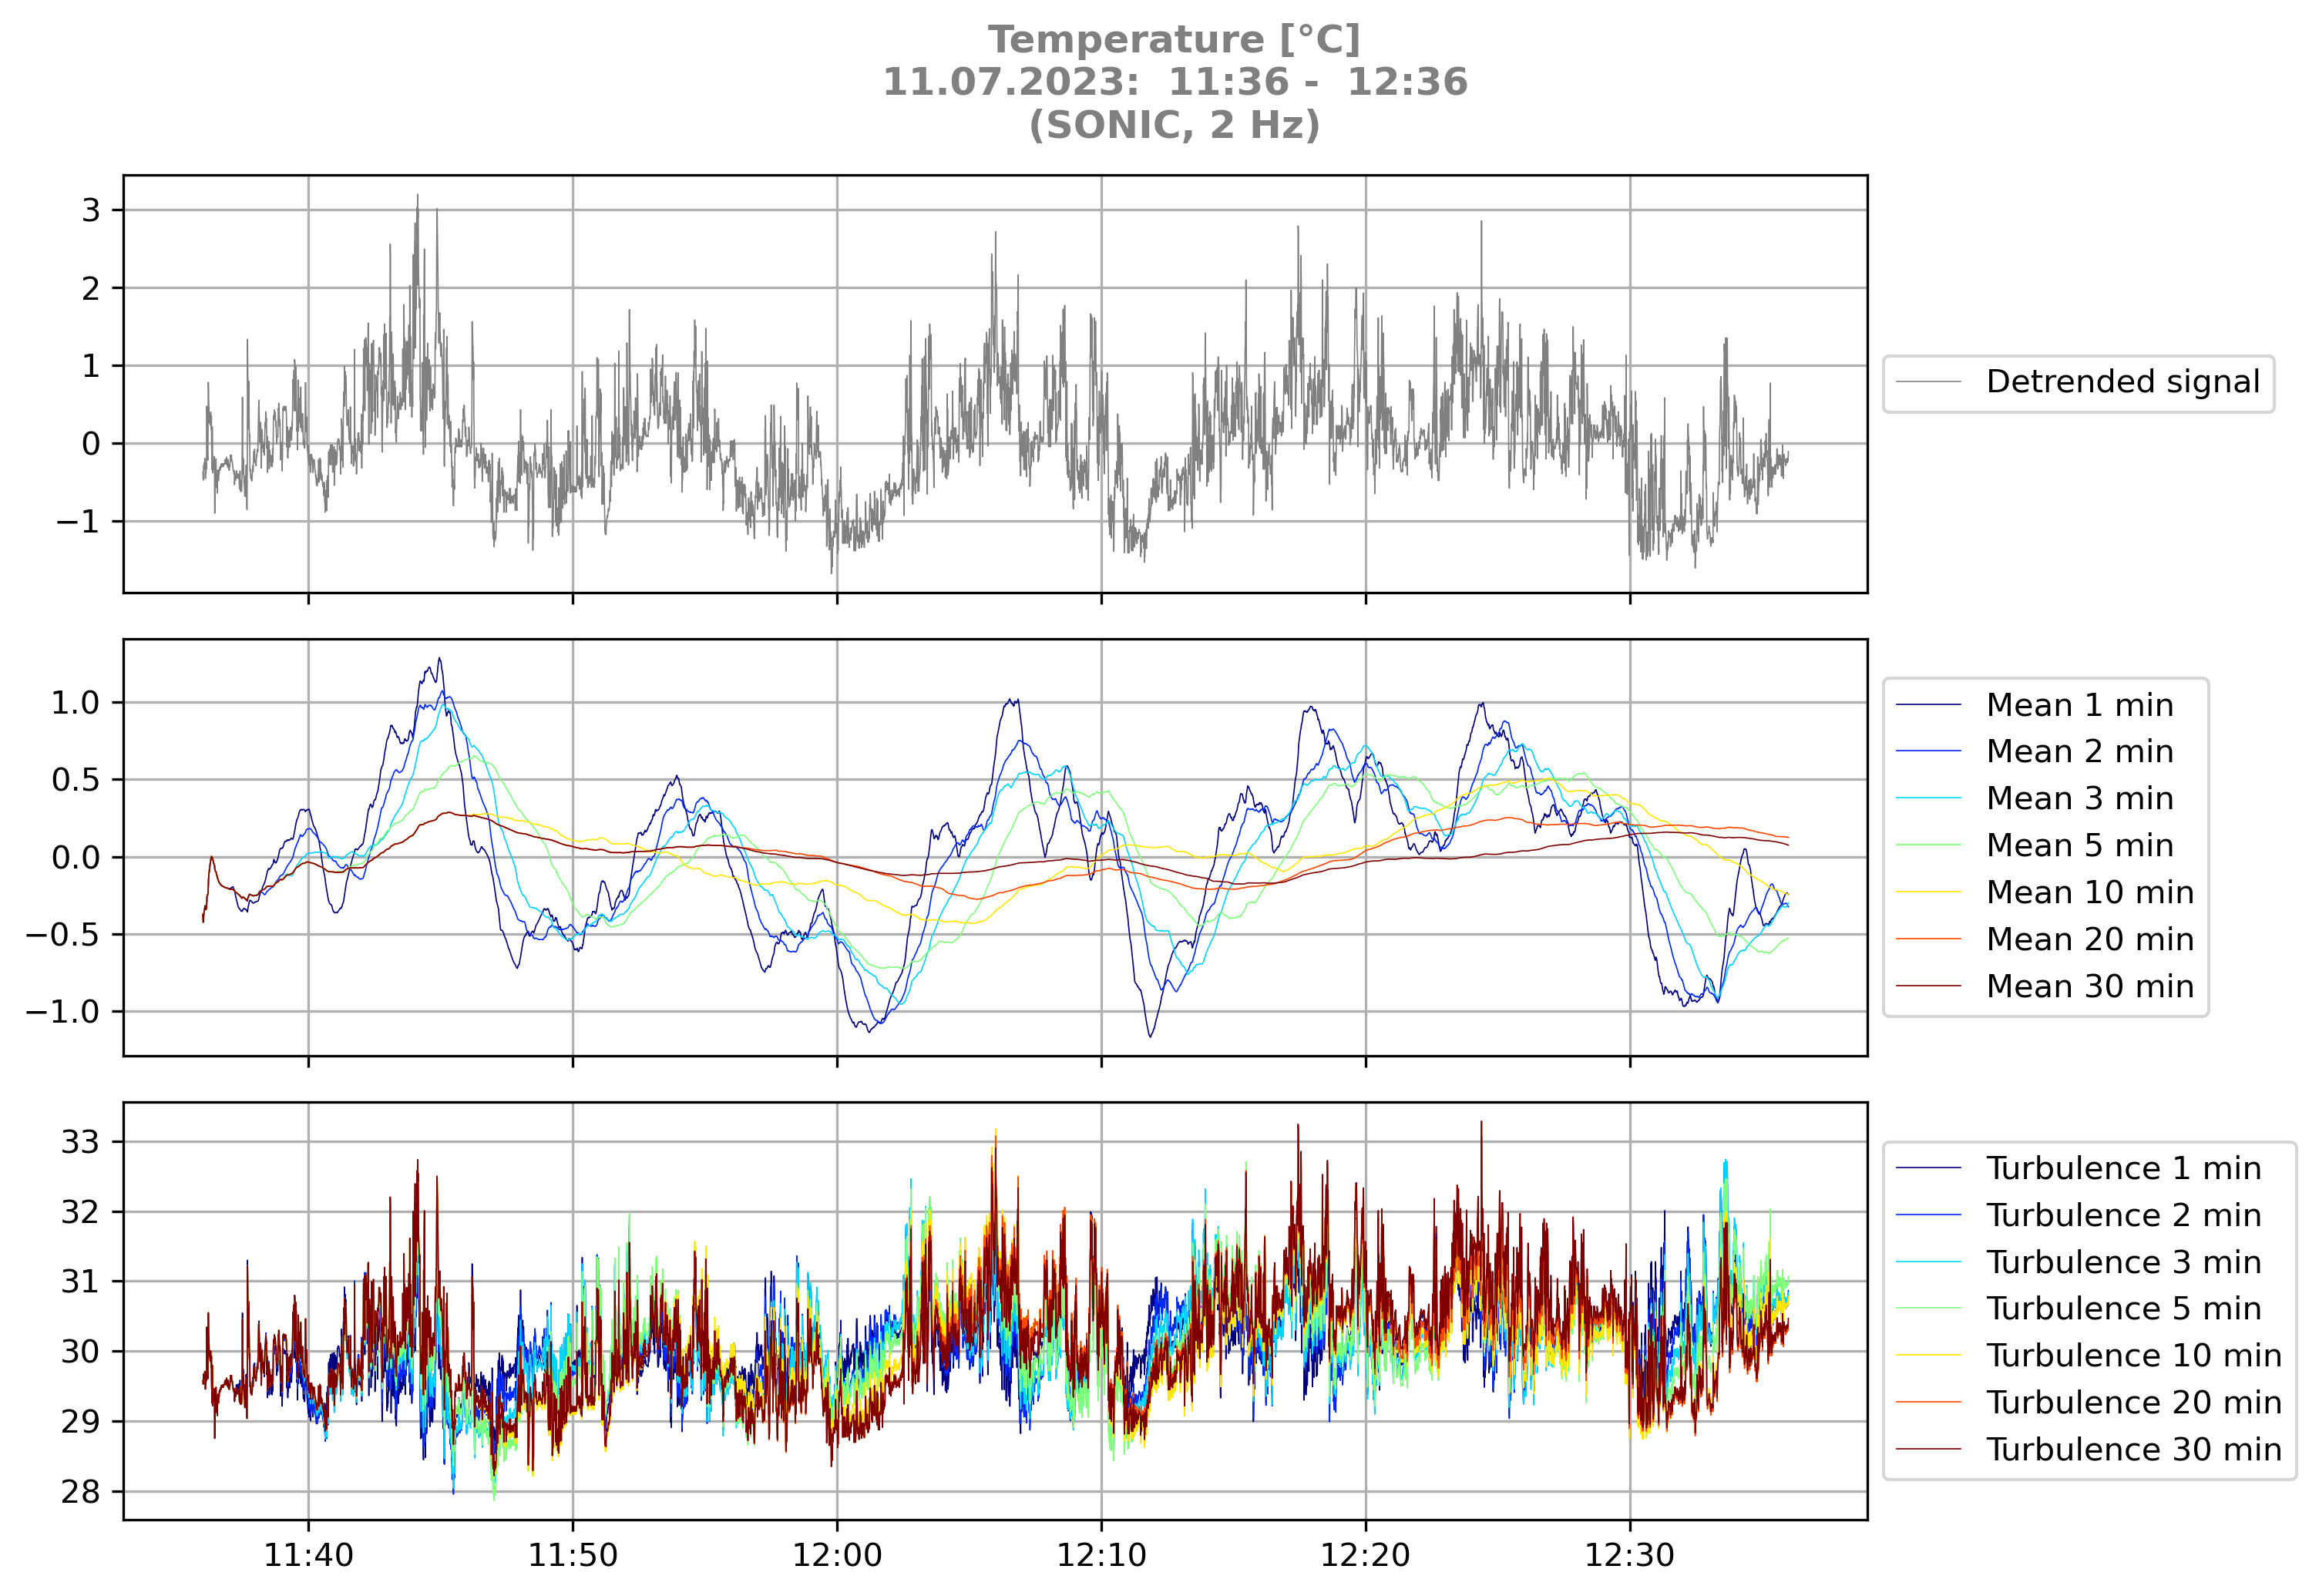 Temperature [°C]
11.07.2023:  11:36 -  12:36
(SONIC, 2 Hz)
3
2
1
0
−1
Detrended signal
1.0
0.5
0.0
−0.5
−1.0
Mean 1 min
Mean 2 min
Mean 3 min
Mean 5 min
Mean 10 min
Mean 20 min
Mean 30 min
33
32
31
30
29
28
Turbulence 1 min
Turbulence 2 min
Turbulence 3 min
Turbulence 5 min
Turbulence 10 min
Turbulence 20 min
Turbulence 30 min
11:40 11:50 12:00 12:10 12:20 12:30